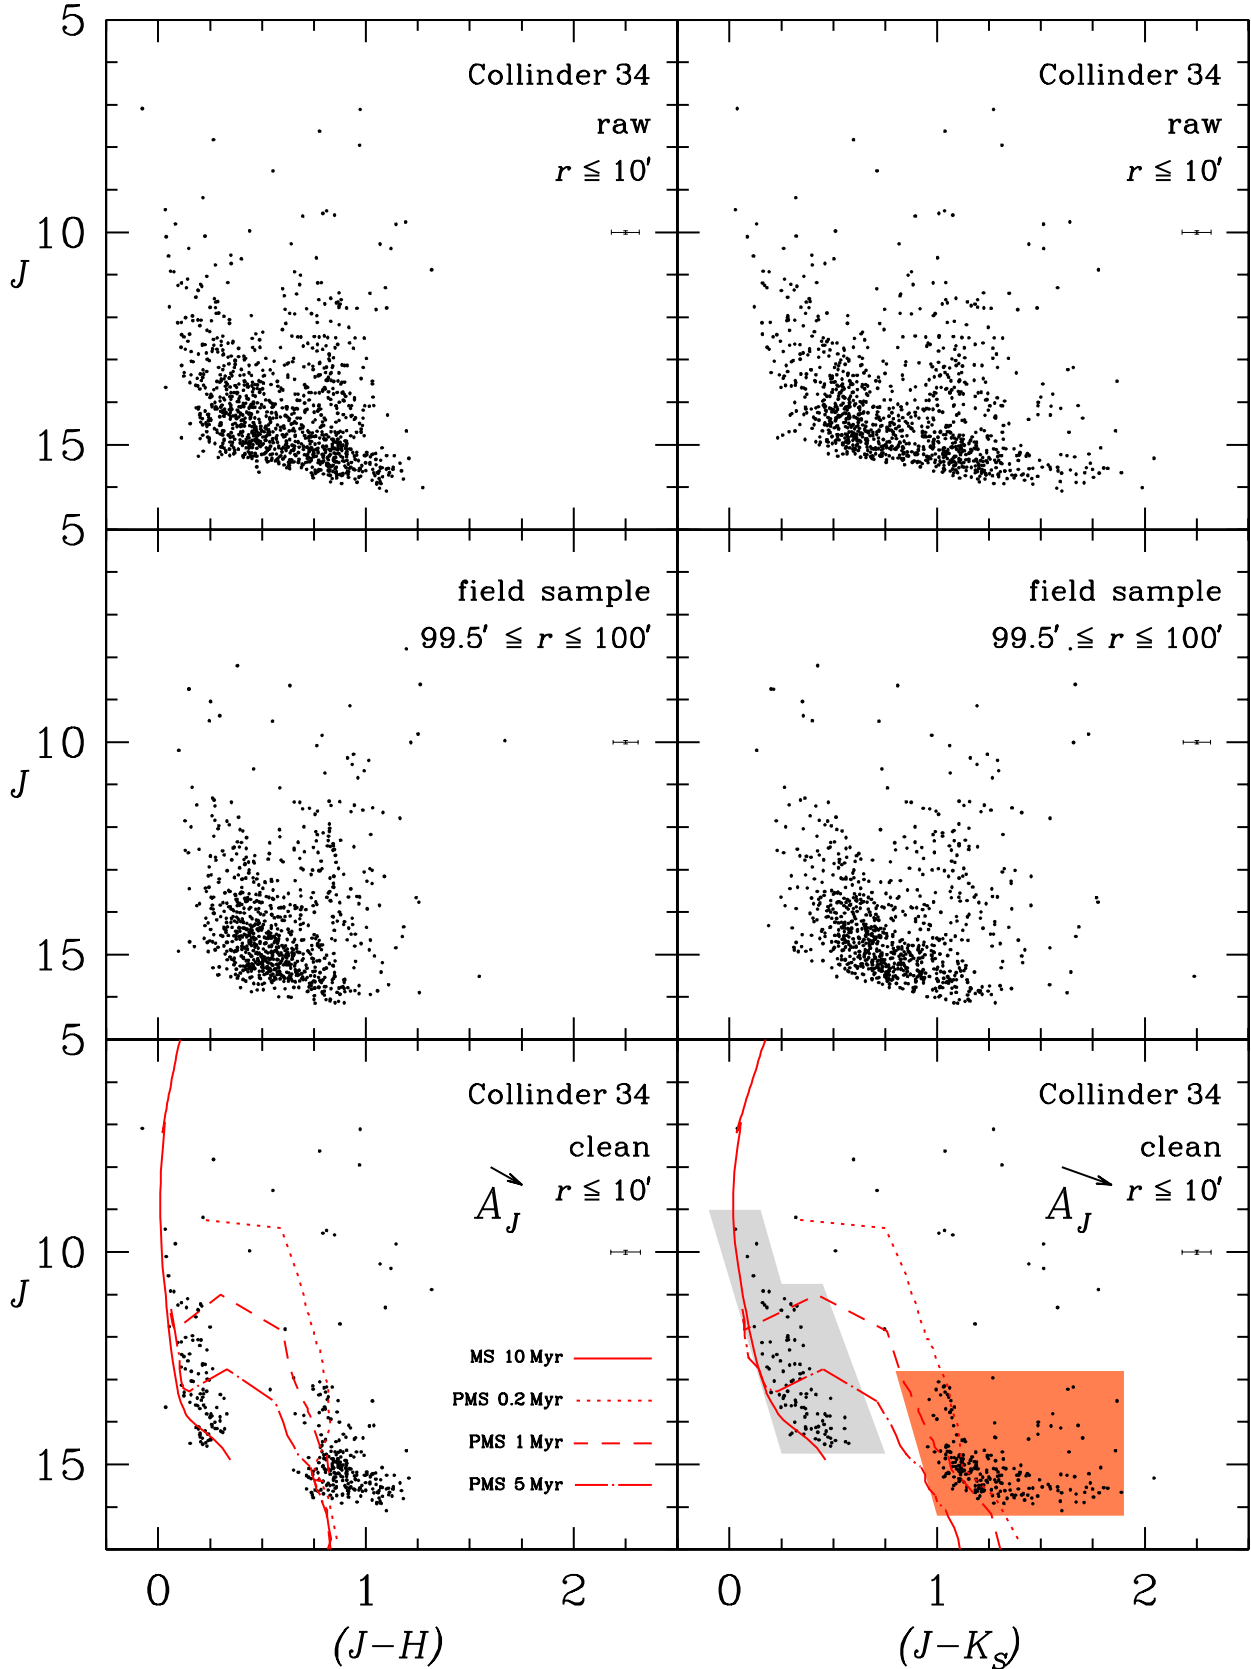 5
Collinder 34
raw
r ≦ 10′
10
J
15
Collinder 34
raw
r ≦ 10′
5
field sample
99.5′ ≦ r ≦ 100′
10
J
15
field sample
99.5′ ≦ r ≦ 100′
5
Collinder 34
clean
r ≦ 10′
A_J
10
J
MS 10 Myr
PMS 0.2 Myr
PMS 1 Myr
PMS 5 Myr
15
Collinder 34
clean
r ≦ 10′
A_J
0 1 2
(J−H)
0 1 2
(J−K_S)